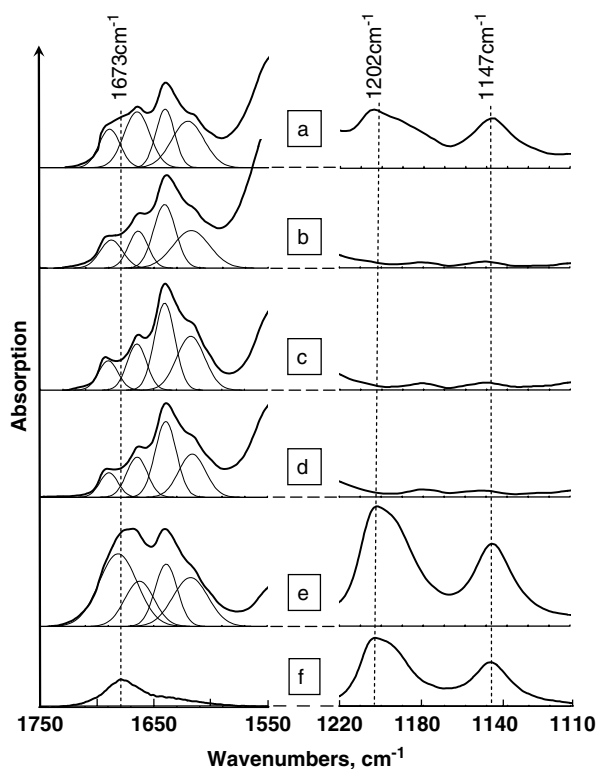 1673cm-1
1202cm-1
1147cm-1
a
b
c
d
e
f
Absorption
1750 1650 1550 1220 1180 1140 1110
Wavenumbers, cm-1